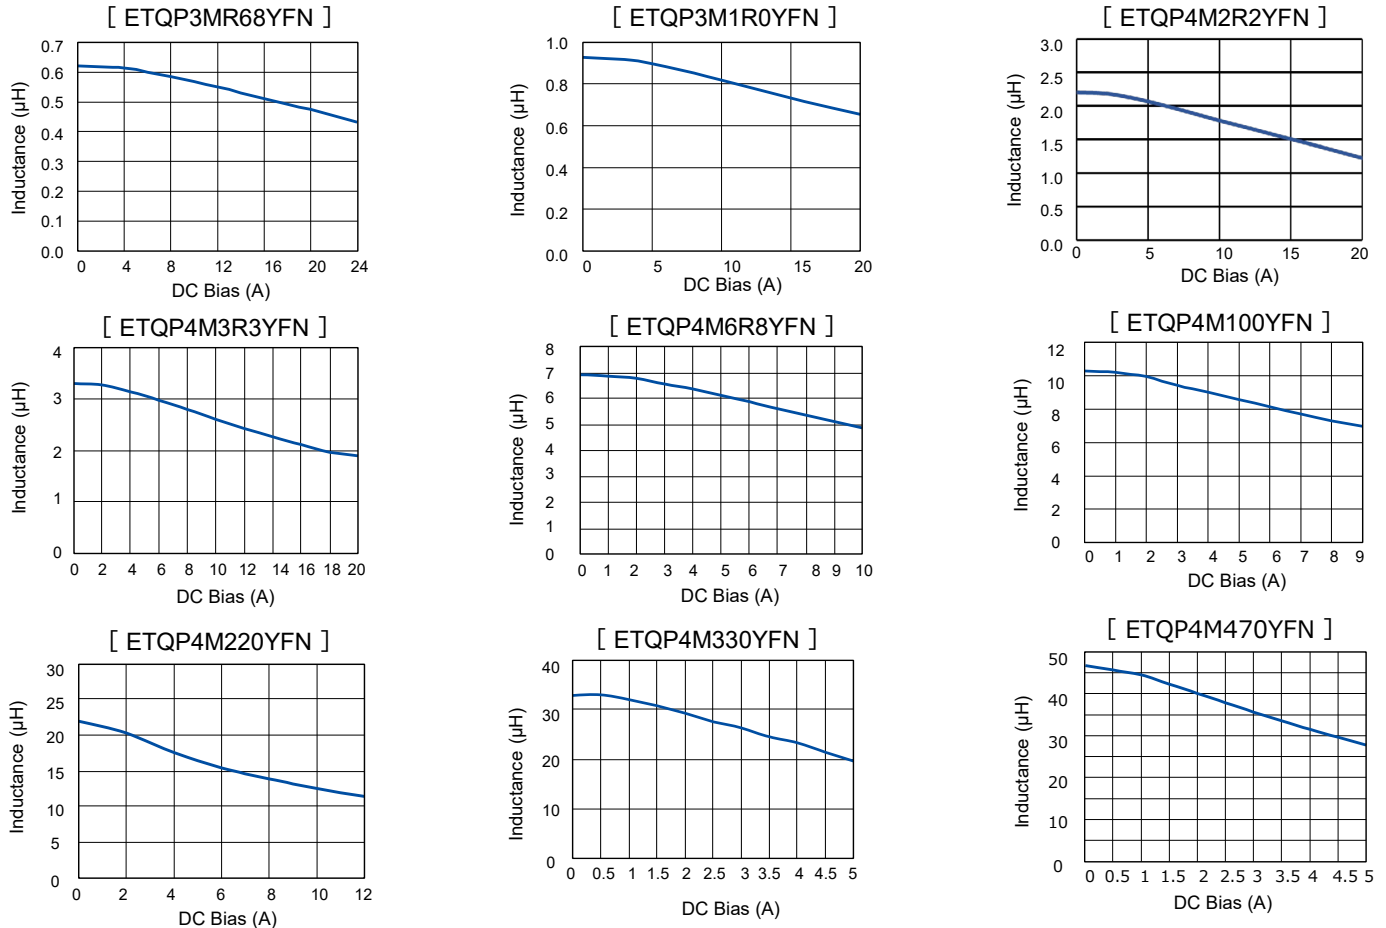 [ ETQP3MR68YFN ]
0.7
0.6
0.5
0.4
0.3
0.2
0.1
0.0
Inductance (µH)
0 4 8 12 16 20 24
DC Bias (A)
[ ETQP3M1R0YFN ]
1.0
0.8
0.6
0.4
0.2
0.0
Inductance (µH)
0 5 10 15 20
DC Bias (A)
[ ETQP4M2R2YFN ]
3.0
2.5
2.0
1.5
1.0
0.5
0.0
Inductance (µH)
0 5 10 15 20
DC Bias (A)
[ ETQP4M3R3YFN ]
4
3
2
1
0
Inductance (µH)
0 2 4 6 8 10 12 14 16 18 20
DC Bias (A)
[ ETQP4M6R8YFN ]
8
7
6
5
4
3
2
1
0
Inductance (µH)
0 1 2 3 4 5 6 7 8 9 10
DC Bias (A)
[ ETQP4M100YFN ]
12
10
8
6
4
2
0
Inductance (µH)
0 1 2 3 4 5 6 7 8 9
DC Bias (A)
[ ETQP4M220YFN ]
30
25
20
15
10
5
0
Inductance (µH)
0 2 4 6 8 10 12
DC Bias (A)
[ ETQP4M330YFN ]
40
30
20
10
0
Inductance (µH)
0 0.5 1 1.5 2 2.5 3 3.5 4 4.5 5
DC Bias (A)
[ ETQP4M470YFN ]
50
40
30
20
10
0
Inductance (µH)
0 0.5 1 1.5 2 2.5 3 3.5 4 4.5 5
DC Bias (A)